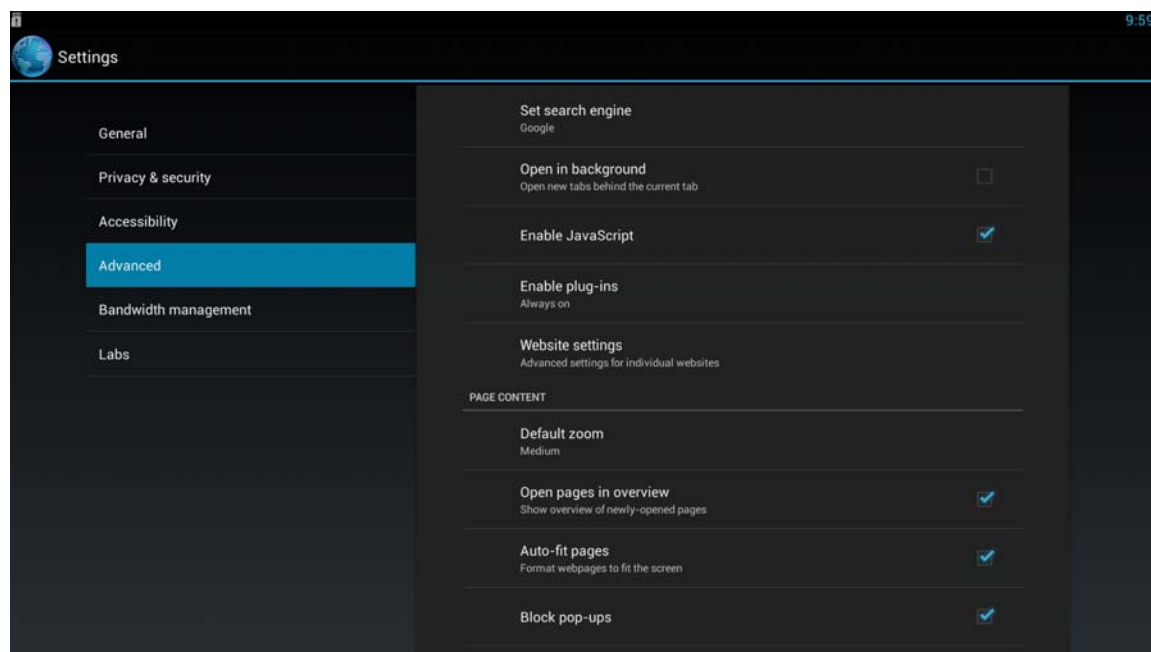 9:59
Settings
General
Privacy & security
Accessibility
Advanced
Bandwidth management
Labs
Set search engine
Google
Open in background
Open new tabs behind the current tab
Enable JavaScript
Enable plug-ins
Always on
Website settings
Advanced settings for individual websites
PAGE CONTENT
Default zoom
Medium
Open pages in overview
Show overview of newly-opened pages
Auto-fit pages
Format webpages to fit the screen
Block pop-ups